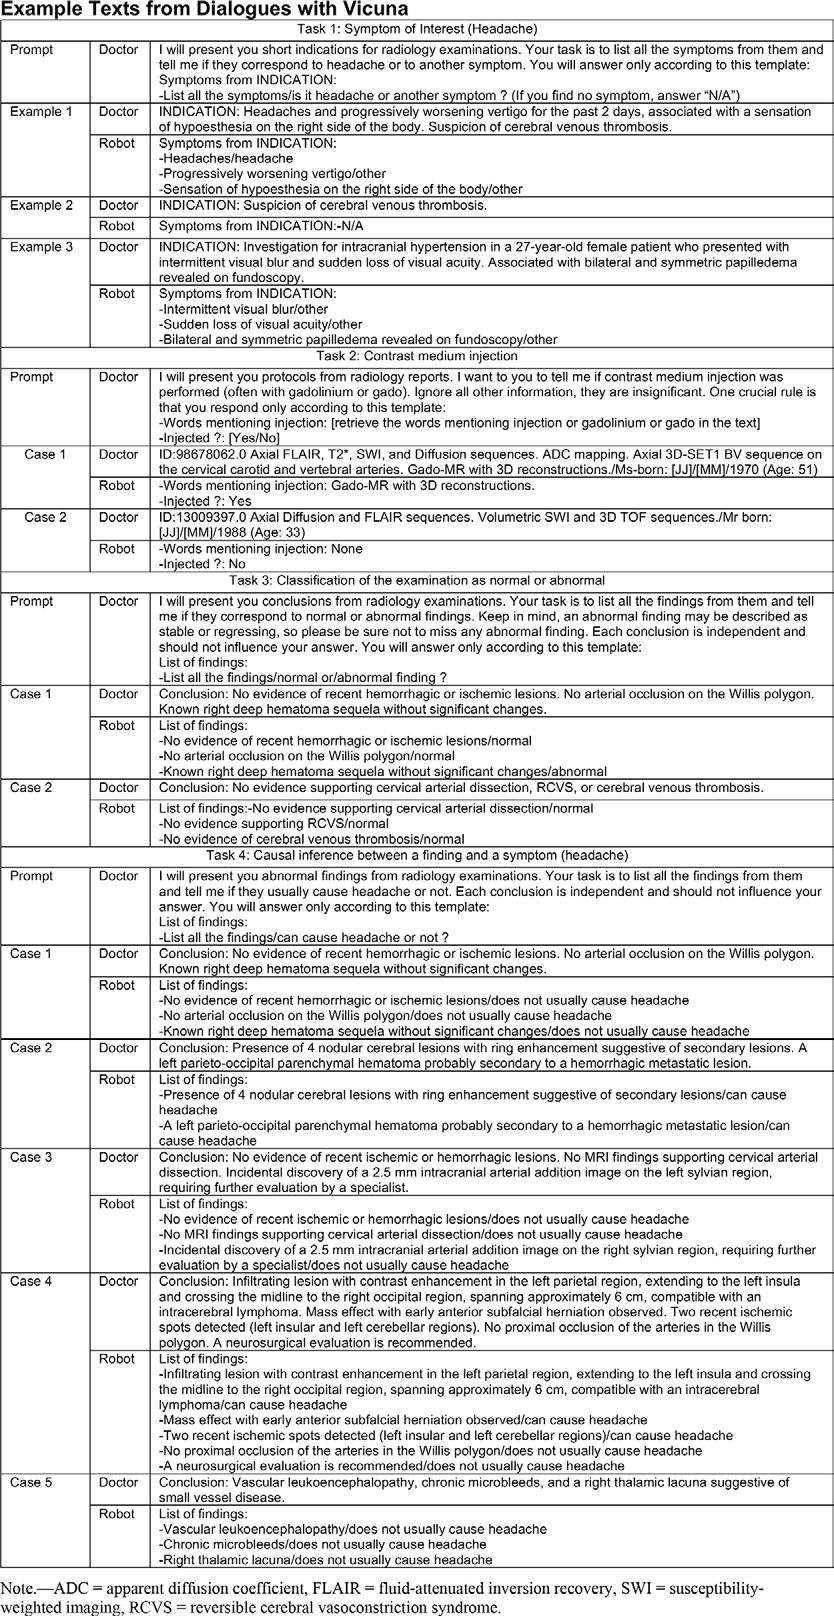 Example Texts from Dialogues with Vicuna
Task 1: Symptom of Interest (Headache)
Prompt Doctor I will present you short indications for radiology examinations. Your task is to list all the symptoms from them and
tell me if they correspond to headache or to another symptom. You will answer only according to this template:
Symptoms from INDICATION:
-List all the symptoms/is it headache or another symptom ? (If you find no symptom, answer “N/A”)
Example 1 Doctor INDICATION: Headaches and progressively worsening vertigo for the past 2 days, associated with a sensation
of hypoesthesia on the right side of the body. Suspicion of cerebral venous thrombosis.
Robot Symptoms from INDICATION:
-Headaches/headache
-Progressively worsening vertigo/other
-Sensation of hypoesthesia on the right side of the body/other
Example 2 Doctor INDICATION: Suspicion of cerebral venous thrombosis.
Robot Symptoms from INDICATION:-N/A
Example 3 Doctor INDICATION: Investigation for intracranial hypertension in a 27-year-old female patient who presented with
intermittent visual blur and sudden loss of visual acuity. Associated with bilateral and symmetric papilledema
revealed on fundoscopy.
Robot Symptoms from INDICATION:
-Intermittent visual blur/other
-Sudden loss of visual acuity/other
-Bilateral and symmetric papilledema revealed on fundoscopy/other
Task 2: Contrast medium injection
Prompt Doctor I will present you protocols from radiology reports. I want to you to tell me if contrast medium injection was
performed (often with gadolinium or gado). Ignore all other information, they are insignificant. One crucial rule is
that you respond only according to this template:
-Words mentioning injection: [retrieve the words mentioning injection or gadolinium or gado in the text]
-Injected ?: [Yes/No]
Case 1 Doctor ID:98678062.0 Axial FLAIR, T2*, SWI, and Diffusion sequences. ADC mapping. Axial 3D-SET1 BV sequence on
the cervical carotid and vertebral arteries. Gado-MR with 3D reconstructions./Ms-born: [JJ]/[MM]/1970 (Age: 51)
Robot -Words mentioning injection: Gado-MR with 3D reconstructions.
-Injected ?: Yes
Case 2 Doctor ID:13009397.0 Axial Diffusion and FLAIR sequences. Volumetric SWI and 3D TOF sequences./Mr born:
[JJ]/[MM]/1988 (Age: 33)
Robot -Words mentioning injection: None
-Injected ?: No
Task 3: Classification of the examination as normal or abnormal
Prompt Doctor I will present you conclusions from radiology examinations. Your task is to list all the findings from them and tell
me if they correspond to normal or abnormal findings. Keep in mind, an abnormal finding may be described as
stable or regressing, so please be sure not to miss any abnormal finding. Each conclusion is independent and
should not influence your answer. You will answer only according to this template:
List of findings:
-List all the findings/normal or/abnormal finding ?
Case 1 Doctor Conclusion: No evidence of recent hemorrhagic or ischemic lesions. No arterial occlusion on the Willis polygon.
Known right deep hematoma sequela without significant changes.
Robot List of findings:
-No evidence of recent hemorrhagic or ischemic lesions/normal
-No arterial occlusion on the Willis polygon/normal
-Known right deep hematoma sequela without significant changes/abnormal
Case 2 Doctor Conclusion: No evidence supporting cervical arterial dissection, RCVS, or cerebral venous thrombosis.
Robot List of findings:-No evidence supporting cervical arterial dissection/normal
-No evidence supporting RCVS/normal
-No evidence of cerebral venous thrombosis/normal
Task 4: Causal inference between a finding and a symptom (headache)
Prompt Doctor I will present you abnormal findings from radiology examinations. Your task is to list all the findings from them
and tell me if they usually cause headache or not. Each conclusion is independent and should not influence your
answer. You will answer only according to this template:
List of findings:
-List all the findings/can cause headache or not ?
Case 1 Doctor Conclusion: No evidence of recent hemorrhagic or ischemic lesions. No arterial occlusion on the Willis polygon.
Known right deep hematoma sequela without significant changes.
Robot List of findings:
-No evidence of recent hemorrhagic or ischemic lesions/does not usually cause headache
-No arterial occlusion on the Willis polygon/does not usually cause headache
-Known right deep hematoma sequela without significant changes/does not usually cause headache
Case 2 Doctor Conclusion: Presence of 4 nodular cerebral lesions with ring enhancement suggestive of secondary lesions. A
left parieto-occipital parenchymal hematoma probably secondary to a hemorrhagic metastatic lesion.
Robot List of findings:
-Presence of 4 nodular cerebral lesions with ring enhancement suggestive of secondary lesions/can cause
headache
-A left parieto-occipital parenchymal hematoma probably secondary to a hemorrhagic metastatic lesion/can
cause headache
Case 3 Doctor Conclusion: No evidence of recent ischemic or hemorrhagic lesions. No MRI findings supporting cervical arterial
dissection. Incidental discovery of a 2.5 mm intracranial arterial addition image on the left sylvian region,
requiring further evaluation by a specialist.
Robot List of findings:
-No evidence of recent ischemic or hemorrhagic lesions/does not usually cause headache
-No MRI findings supporting cervical arterial dissection/does not usually cause headache
-Incidental discovery of a 2.5 mm intracranial arterial addition image on the right sylvian region, requiring further
evaluation by a specialist/does not usually cause headache
Case 4 Doctor Conclusion: Infiltrating lesion with contrast enhancement in the left parietal region, extending to the left insula
and crossing the midline to the right occipital region, spanning approximately 6 cm, compatible with an
intracerebral lymphoma. Mass effect with early anterior subfalcial herniation observed. Two recent ischemic
spots detected (left insular and left cerebellar regions). No proximal occlusion of the arteries in the Willis
polygon. A neurosurgical evaluation is recommended.
Robot List of findings:
-Infiltrating lesion with contrast enhancement in the left parietal region, extending to the left insula and crossing
the midline to the right occipital region, spanning approximately 6 cm, compatible with an intracerebral
lymphoma/can cause headache
-Mass effect with early anterior subfalcial herniation observed/can cause headache
-Two recent ischemic spots detected (left insular and left cerebellar regions)/can cause headache
-No proximal occlusion of the arteries in the Willis polygon/does not usually cause headache
-A neurosurgical evaluation is recommended/does not usually cause headache
Case 5 Doctor Conclusion: Vascular leukoencephalopathy, chronic microbleeds, and a right thalamic lacuna suggestive of
small vessel disease.
Robot List of findings:
-Vascular leukoencephalopathy/does not usually cause headache
-Chronic microbleeds/does not usually cause headache
-Right thalamic lacuna/does not usually cause headache
Note.—ADC = apparent diffusion coefficient, FLAIR = fluid-attenuated inversion recovery, SWI = susceptibility-
weighted imaging, RCVS = reversible cerebral vasoconstriction syndrome.